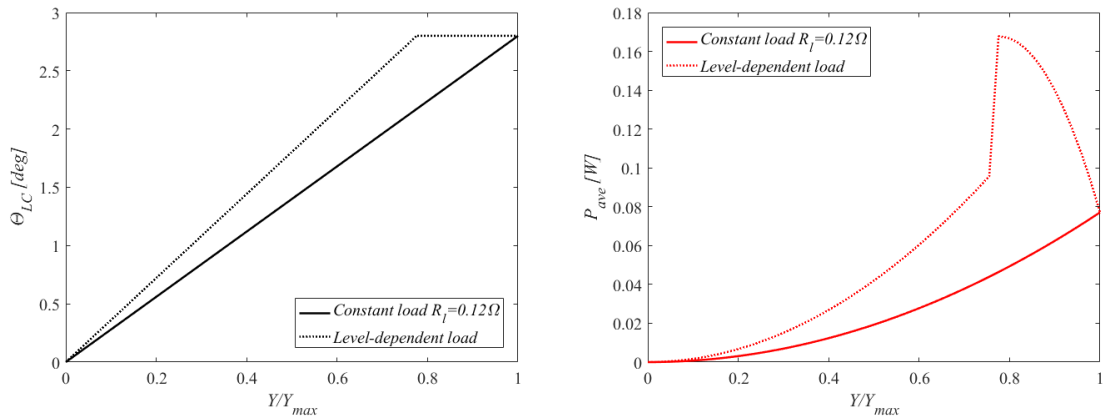 3
2.5
2
1.5
1
0.5
0
Θ_LC [deg]
0 0.2 0.4 0.6 0.8 1
Y/Y_max
Constant load R_l=0.12Ω
Level-dependent load
0.18
0.16
0.14
0.12
0.1
0.08
0.06
0.04
0.02
0
P_ave [W]
0 0.2 0.4 0.6 0.8 1
Y/Y_max
Constant load R_l=0.12Ω
Level-dependent load